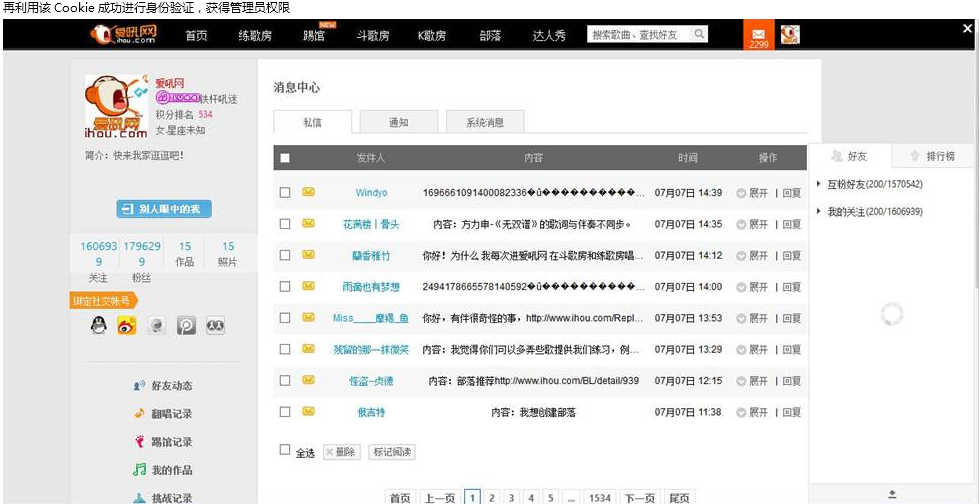 再利用该 Cookie 成功进行身份验证，获得管理员权限
爱吼网 ihou.com 首页 练歌房 踢馆 NEW 斗歌房 K歌房 部落 达人秀 搜索歌曲、查找好友 2299
消息中心
私信 通知 系统消息
爱吼网
轶杆吼连
积分排名 534
女,星座未知
ihou.com
简介：快来我家逛逛吧!
别人眼中的我
160693 179629 15 15
9 9 作品 照片
关注 粉丝
绑定社交帐号
好友动态
翻唱记录
踢馆记录
我的作品
挑战记录
发件人 内容 时间 操作
Windyo 1696661091400082336�û������������... 07月07日 14:39 展开 | 回复
花满楼丨骨头 内容：方力申-《无双谱》的歌词与伴奏不同步。 07月07日 14:35 展开 | 回复
蘭香雅竹 你好！为什么 我每次进爱吼网 在斗歌房和练歌房唱... 07月07日 14:12 展开 | 回复
雨滴也有梦想 2494178665578140592�û������������... 07月07日 14:00 展开 | 回复
Miss____摩羯_鱼 你好，有件很奇怪的事，http://www.ihou.com/Repl... 07月07日 13:53 展开 | 回复
残留的那一抹微笑 内容：我觉得你们可以多弄些歌提供我们练习，例... 07月07日 13:29 展开 | 回复
怪盗-贞德 内容：部落推荐http://www.ihou.com/BL/detail/939 07月07日 12:15 展开 | 回复
俄吉特 内容：我想创建部落 07月07日 11:38 展开 | 回复
全选 删除 标记阅读
首页 上一页 1 2 3 4 5 ... 1534 下一页 尾页
好友 排行榜
互粉好友(200/1570542)
我的关注(200/1606939)